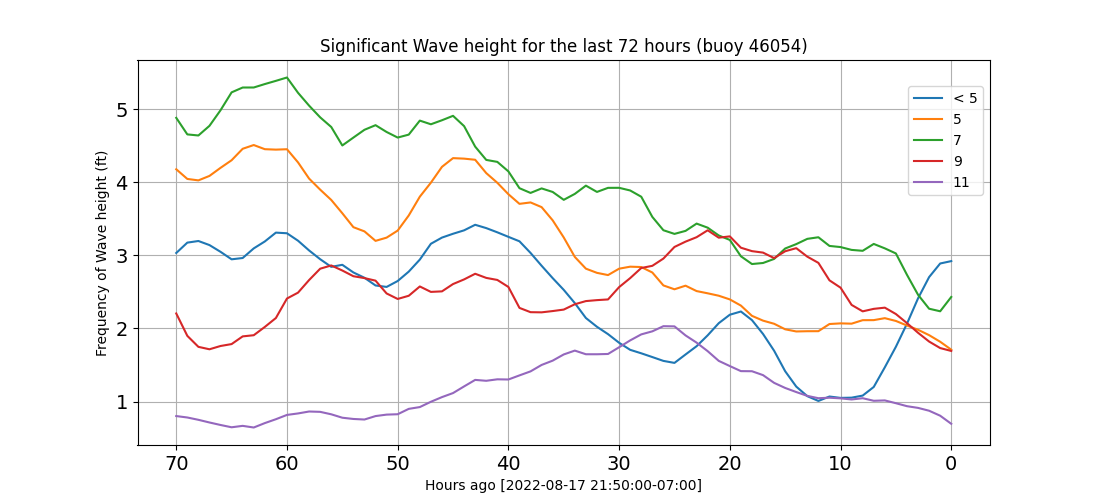 Significant Wave height for the last 72 hours (buoy 46054)
Frequency of Wave height (ft)
5
4
3
2
1
< 5
5
7
9
11
70 60 50 40 30 20 10 0
Hours ago [2022-08-17 21:50:00-07:00]